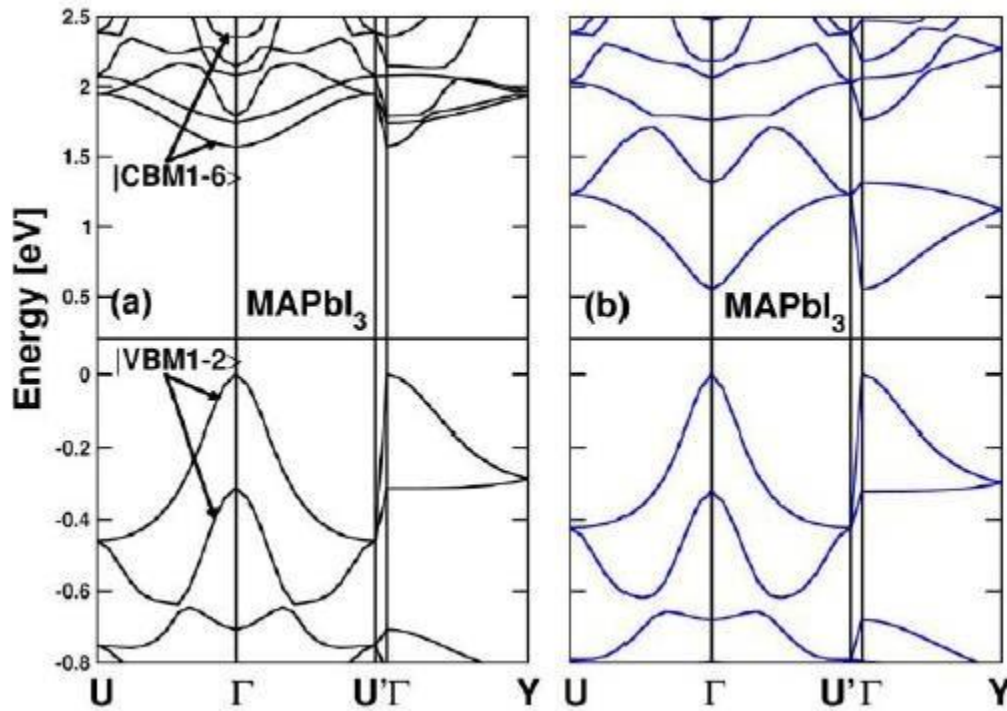 Energy [eV]
2.5
2
1.5
1
0.5
0
-0.2
-0.4
-0.6
-0.8
|CBM1-6>
(a) MAPbI₃
|VBM1-2>
U Γ U'Γ Y
(b) MAPbI₃
U Γ U'Γ Y